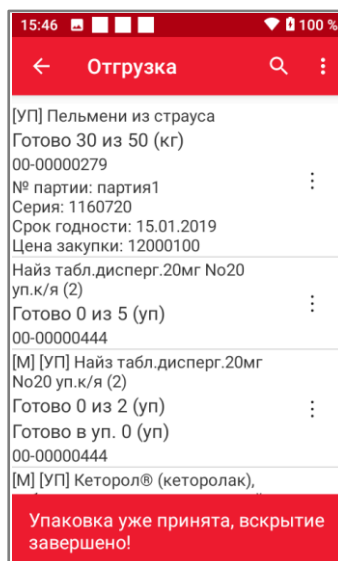 15:46 100 %
Отгрузка
[УП] Пельмени из страуса
Готово 30 из 50 (кг)
00-00000279
№ партии: партия1
Серия: 1160720
Срок годности: 15.01.2019
Цена закупки: 12000100
Найз табл.дисперг.20мг No20
уп.к/я (2)
Готово 0 из 5 (уп)
00-00000444
[М] [УП] Найз табл.дисперг.20мг
No20 уп.к/я (2)
Готово 0 из 2 (уп)
Готово в уп. 0 (уп)
00-00000444
[М] [УП] Кеторол® (кеторолак),
Упаковка уже принята, вскрытие
завершено!